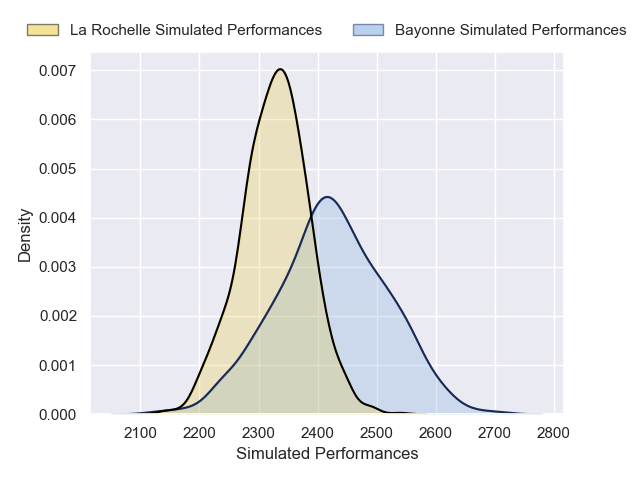 La Rochelle Simulated Performances
Bayonne Simulated Performances
0.007
0.006
0.005
0.004
0.003
0.002
0.001
0.000
Density
2100 2200 2300 2400 2500 2600 2700 2800
Simulated Performances